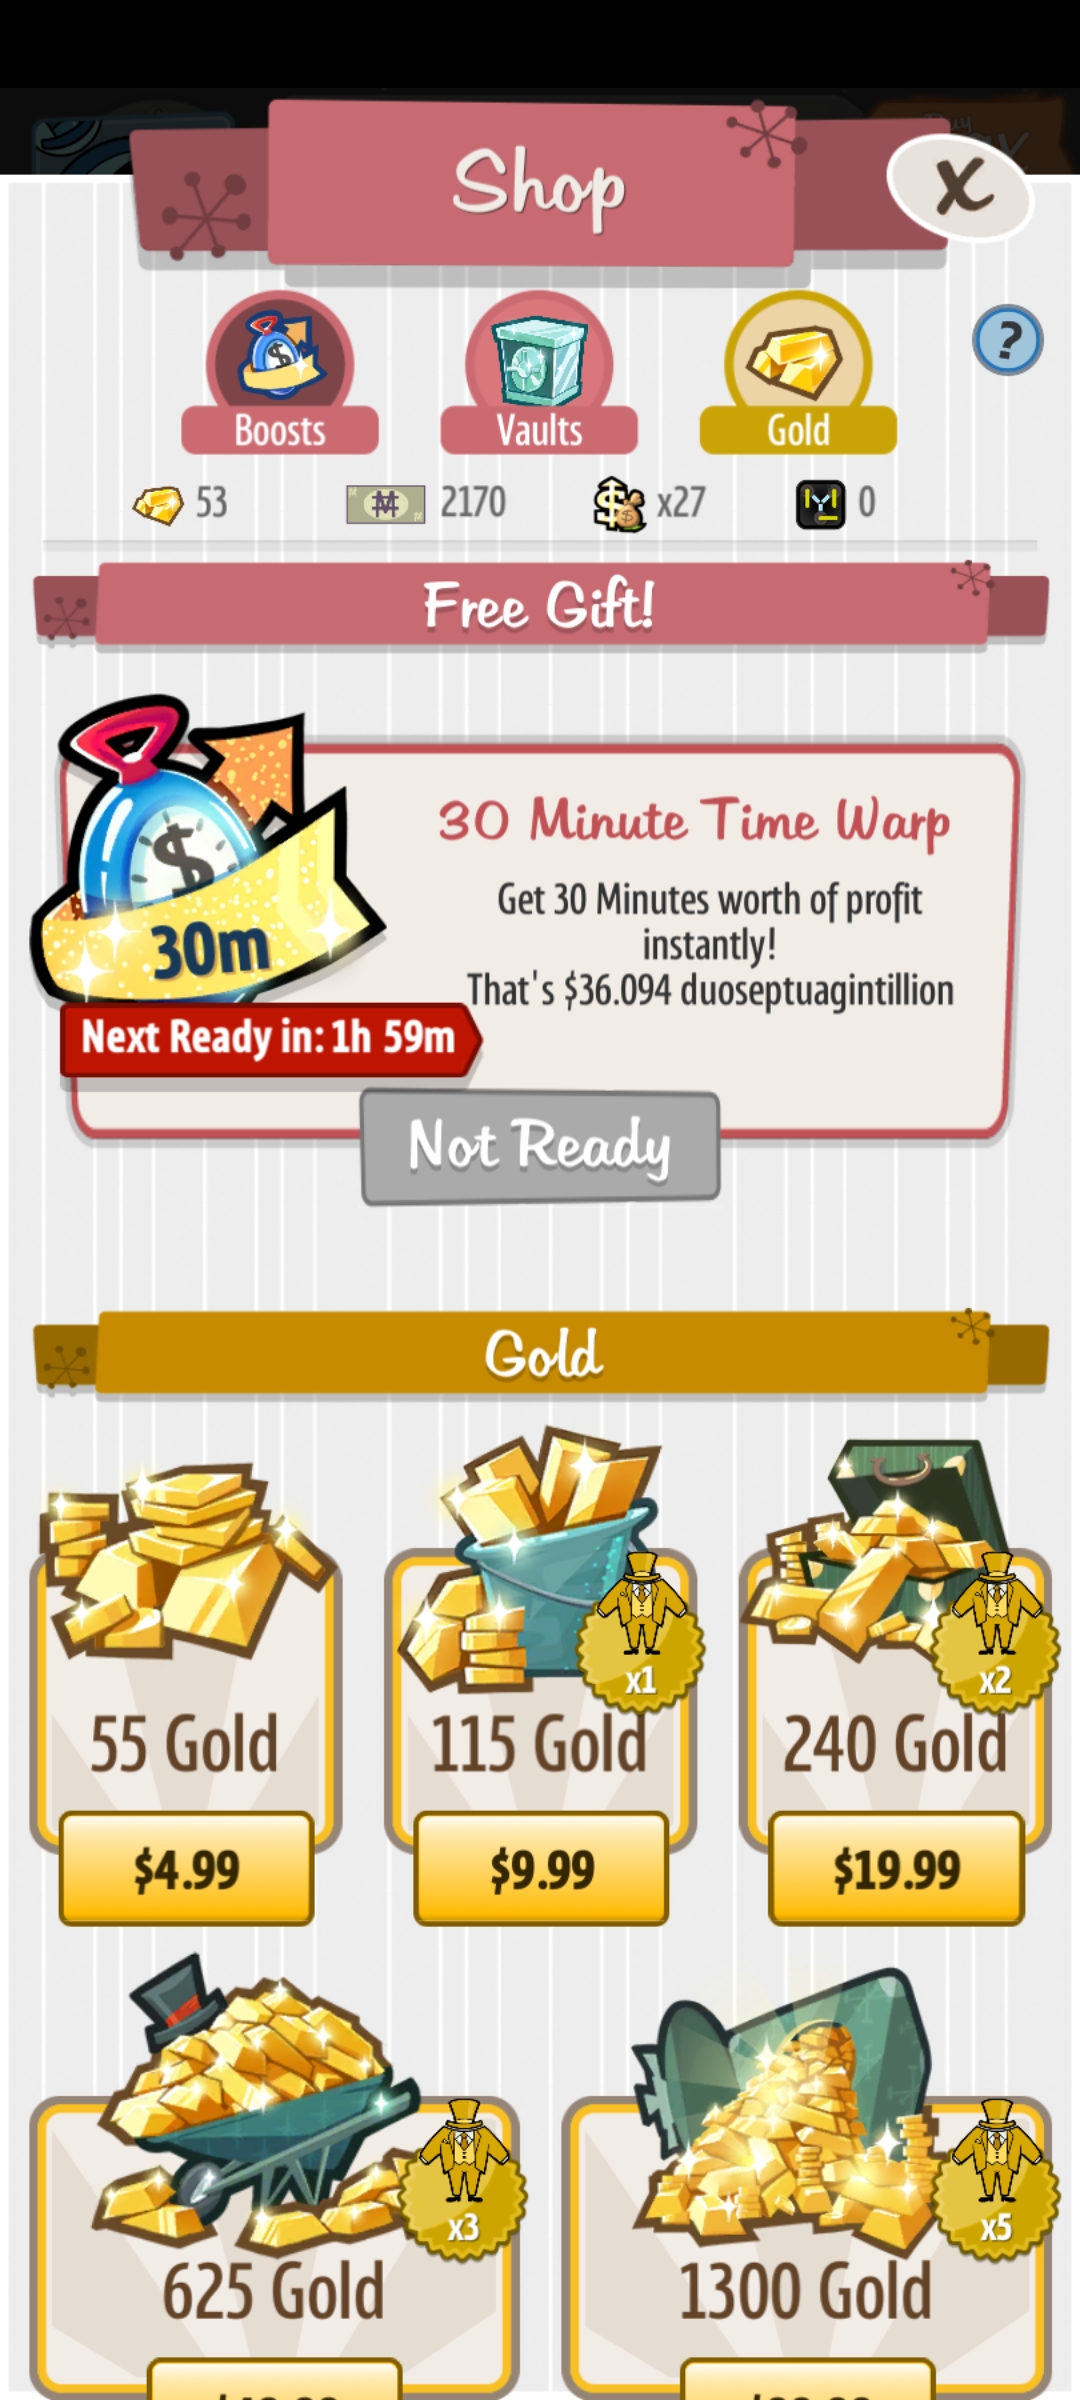 Shop
X
?
Boosts
Vaults
Gold
53
2170
x27
0
Free Gift!
30 Minute Time Warp
Get 30 Minutes worth of profit
instantly!
That's $36.094 duoseptuagintillion
30m
Next Ready in: 1h 59m
Not Ready
Gold
x1
x2
55 Gold
115 Gold
240 Gold
$4.99
$9.99
$19.99
x3
x5
625 Gold
1300 Gold